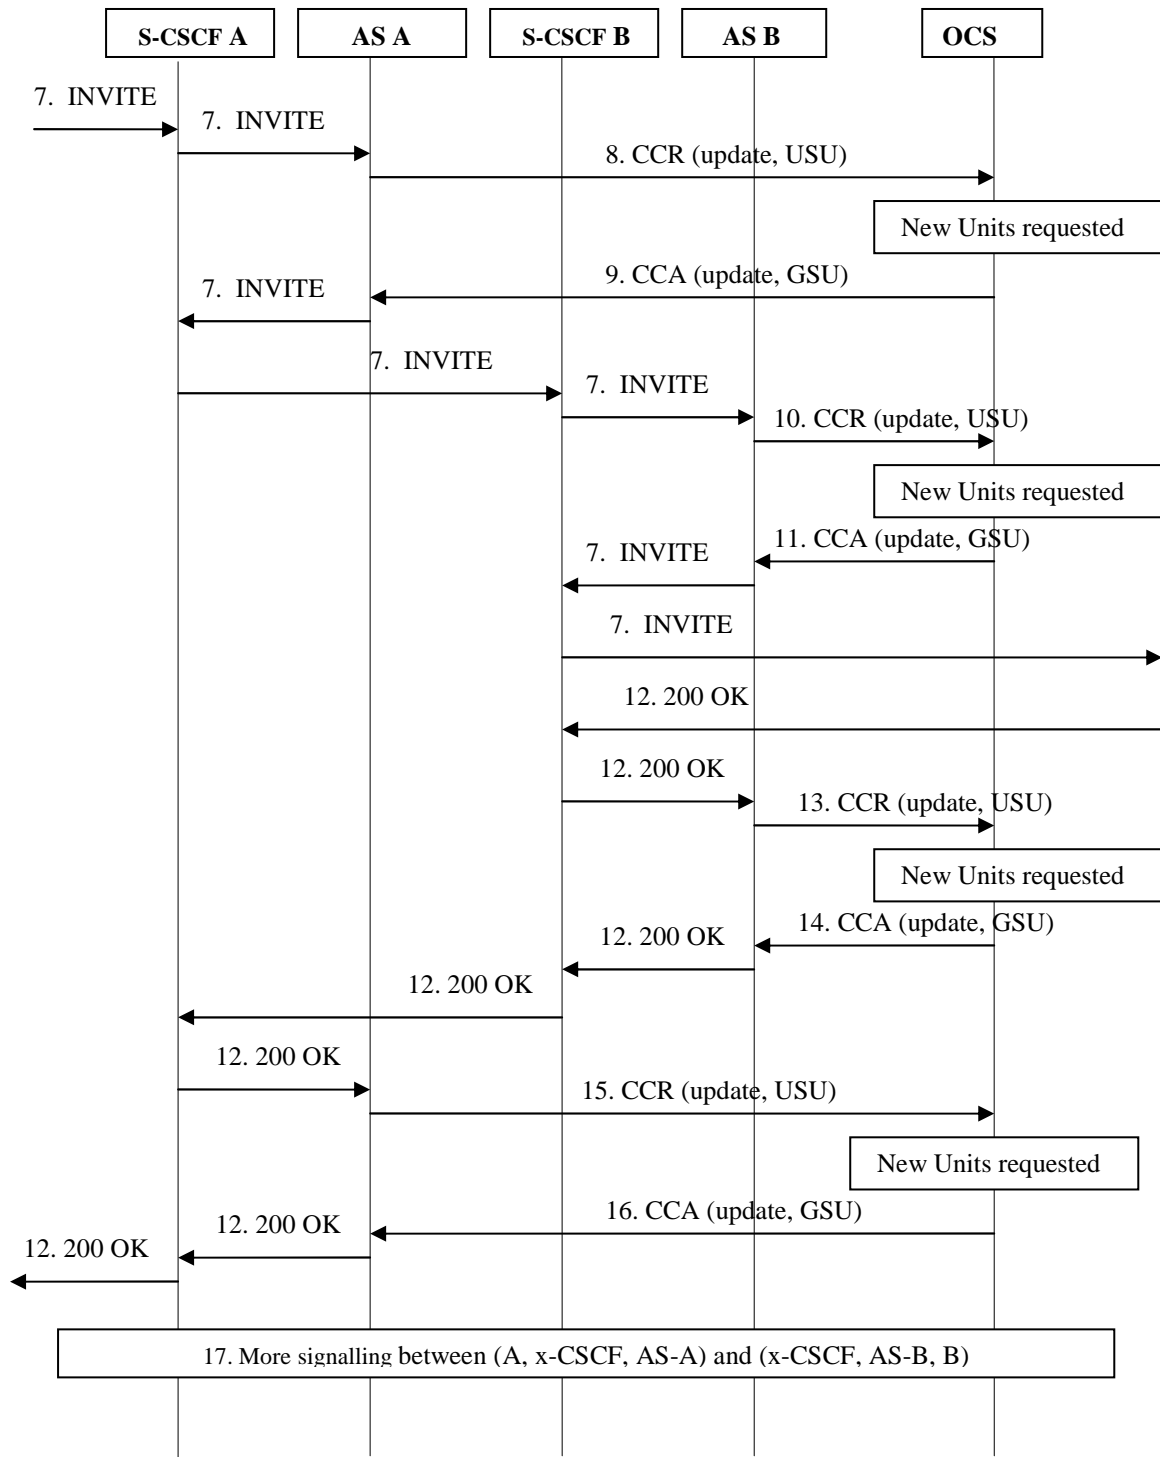 S-CSCF A
AS A
S-CSCF B
AS B
OCS
7. INVITE
7. INVITE
8. CCR (update, USU)
New Units requested
9. CCA (update, GSU)
7. INVITE
7. INVITE
7. INVITE
10. CCR (update, USU)
New Units requested
11. CCA (update, GSU)
7. INVITE
7. INVITE
12. 200 OK
12. 200 OK
13. CCR (update, USU)
New Units requested
14. CCA (update, GSU)
12. 200 OK
12. 200 OK
12. 200 OK
15. CCR (update, USU)
New Units requested
16. CCA (update, GSU)
12. 200 OK
12. 200 OK
17. More signalling between (A, x-CSCF, AS-A) and (x-CSCF, AS-B, B)